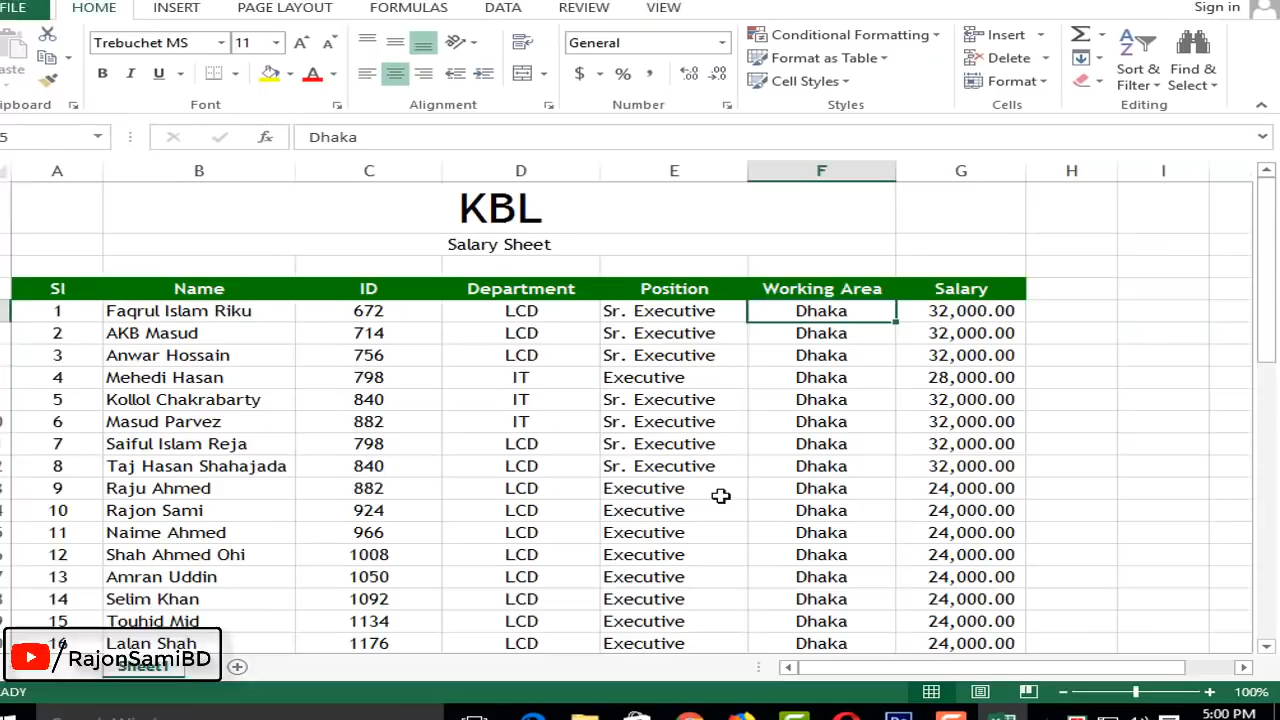 FILE HOME INSERT PAGE LAYOUT FORMULAS DATA REVIEW VIEW Sign in
Trebuchet MS 11 General Conditional Formatting Insert
Format as Table Delete
aste B I U $ % Cell Styles Format Sort & Filter Find & Select
ipboard Font Alignment Number Styles Cells Editing
5 fx Dhaka
A B C D E F G H I
KBL
Salary Sheet
Sl Name ID Department Position Working Area Salary
1 Faqrul Islam Riku 672 LCD Sr. Executive Dhaka 32,000.00
2 AKB Masud 714 LCD Sr. Executive Dhaka 32,000.00
3 Anwar Hossain 756 LCD Sr. Executive Dhaka 32,000.00
4 Mehedi Hasan 798 IT Executive Dhaka 28,000.00
5 Kollol Chakrabarty 840 IT Sr. Executive Dhaka 32,000.00
6 Masud Parvez 882 IT Sr. Executive Dhaka 32,000.00
7 Saiful Islam Reja 798 LCD Sr. Executive Dhaka 32,000.00
8 Taj Hasan Shahajada 840 LCD Sr. Executive Dhaka 32,000.00
9 Raju Ahmed 882 LCD Executive Dhaka 24,000.00
10 Rajon Sami 924 LCD Executive Dhaka 24,000.00
11 Naime Ahmed 966 LCD Executive Dhaka 24,000.00
12 Shah Ahmed Ohi 1008 LCD Executive Dhaka 24,000.00
13 Amran Uddin 1050 LCD Executive Dhaka 24,000.00
14 Selim Khan 1092 LCD Executive Dhaka 24,000.00
15 Touhid Mid 1134 LCD Executive Dhaka 24,000.00
16 Lalan Shah 1176 LCD Executive Dhaka 24,000.00
/RajonSamiBD
Sheet1
ADY 100%
5:00 PM